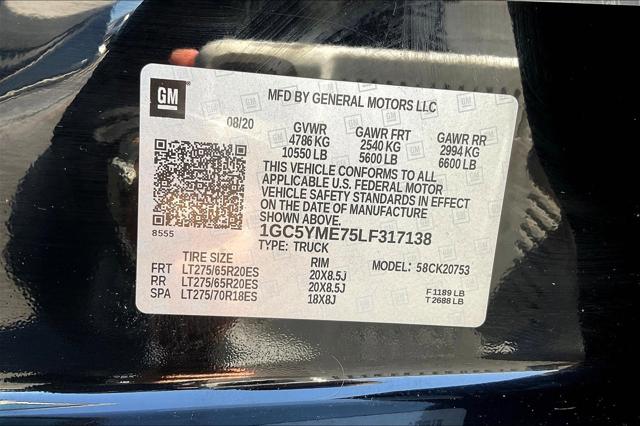 GM
MFD BY GENERAL MOTORS LLC
08/20 GVWR GAWR FRT GAWR RR
4786 KG 2540 KG 2994 KG
10550 LB 5600 LB 6600 LB
THIS VEHICLE CONFORMS TO ALL
APPLICABLE U.S. FEDERAL MOTOR
VEHICLE SAFETY STANDARDS IN EFFECT
ON THE DATE OF MANUFACTURE
SHOWN ABOVE.
8555 1GC5YME75LF317138
TYPE: TRUCK
TIRE SIZE RIM MODEL: 58CK20753
FRT LT275/65R20ES 20X8.5J
RR LT275/65R20ES 20X8.5J F 1189 LB
SPA LT275/70R18ES 18X8J T 2688 LB